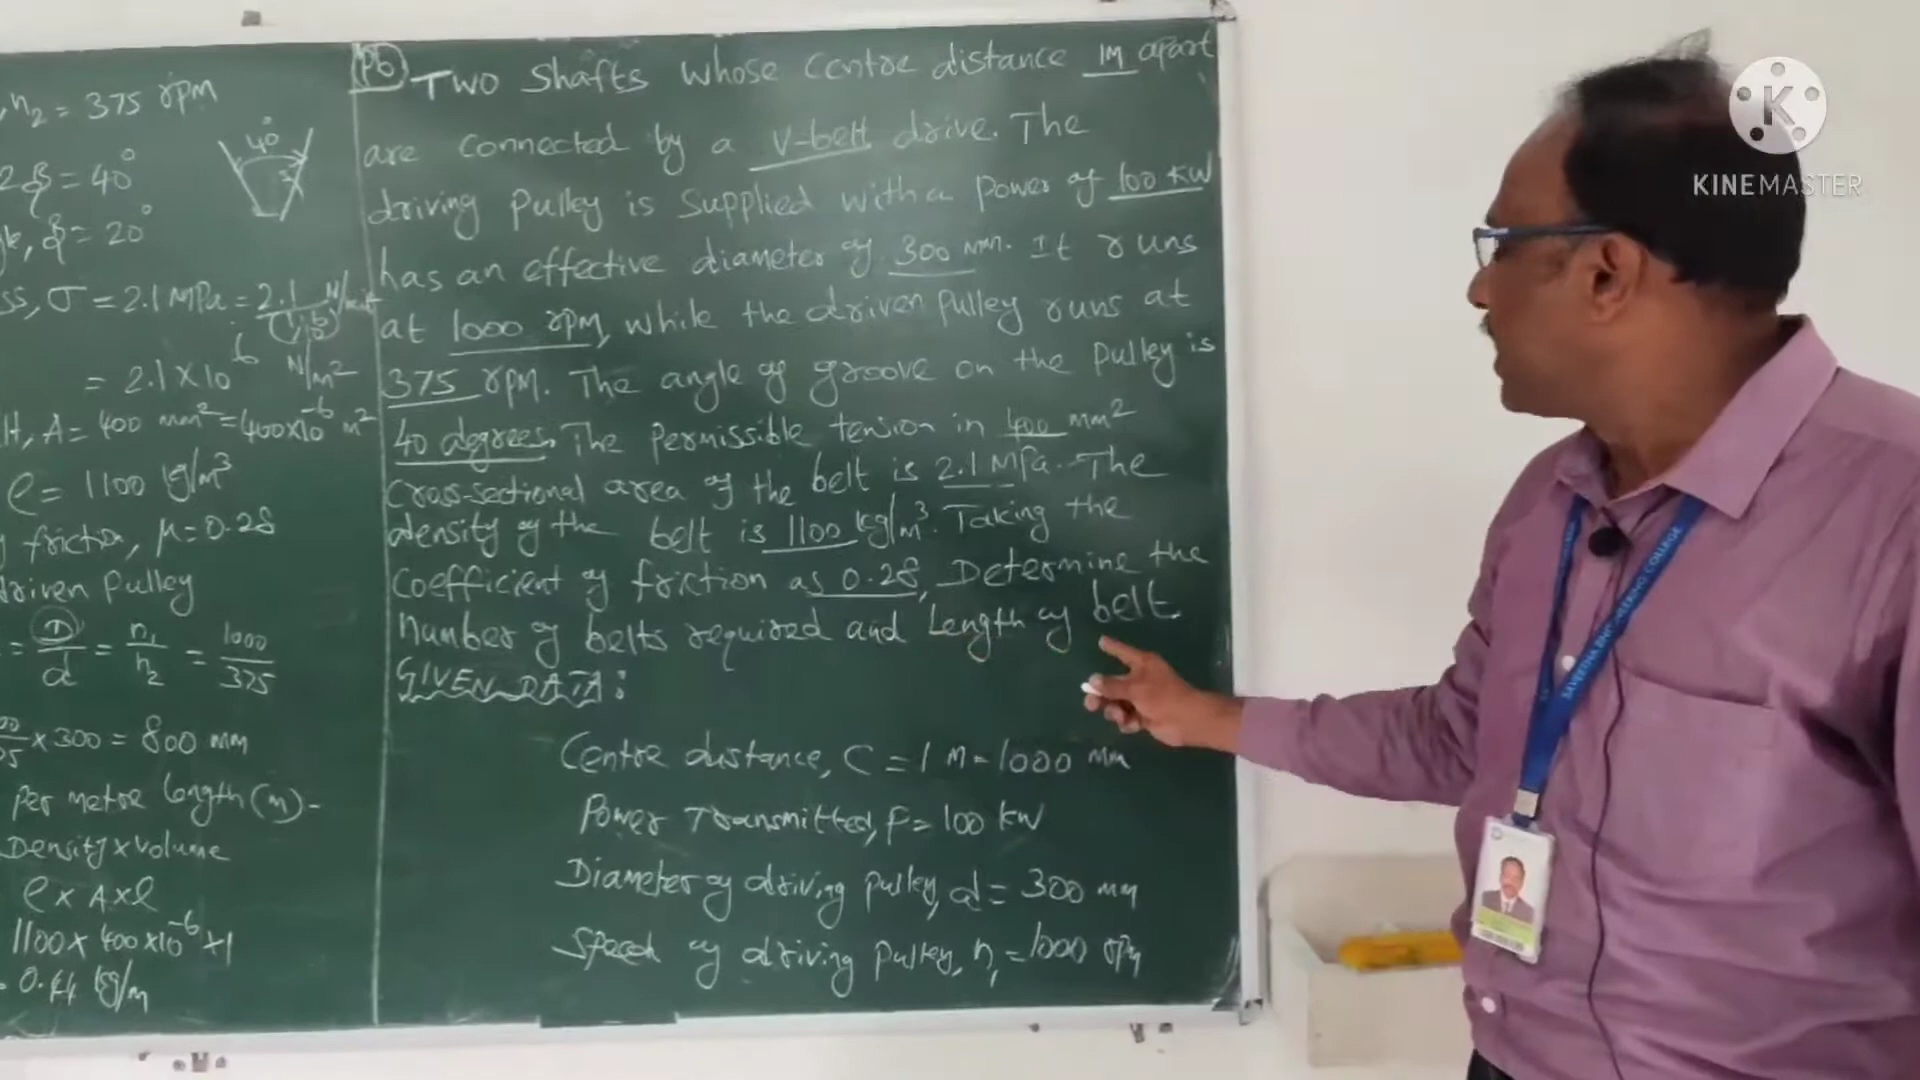 , n₂ = 375 rpm
40°
2β = 40°
β = 20°
σ = 2.1 MPa = 2.1
= 2.1 × 10⁶ N/m²
A = 400 mm² = 400×10⁻⁶ m²
ρ = 1100 kg/m³
friction, μ = 0.28
driven pulley
= D/d = n₁/n₂ = 1000/375
× 300 = 800 mm
Per metre length (m) -
Density × volume
ρ × A × l
1100 × 400×10⁻⁶ × 1
0.44 kg/m
Pb Two shafts whose centre distance 1m apart
are connected by a V-belt drive. The
driving pulley is supplied with a power of 100 kW
has an effective diameter of 300 mm. It runs
at 1000 rpm, while the driven pulley runs at
375 rpm. The angle of groove on the pulley is
40 degrees. The permissible tension in 400 mm²
cross-sectional area of the belt is 2.1 MPa. The
density of the belt is 1100 kg/m³. Taking the
coefficient of friction as 0.28, Determine the
number of belts required and Length of belt
GIVEN DATA:
Centre distance, C = 1 m = 1000 mm
Power Transmitted, P = 100 kW
Diameter of driving pulley, d = 300 mm
Speed of driving pulley, n₁ = 1000 rpm
KINEMASTER
K